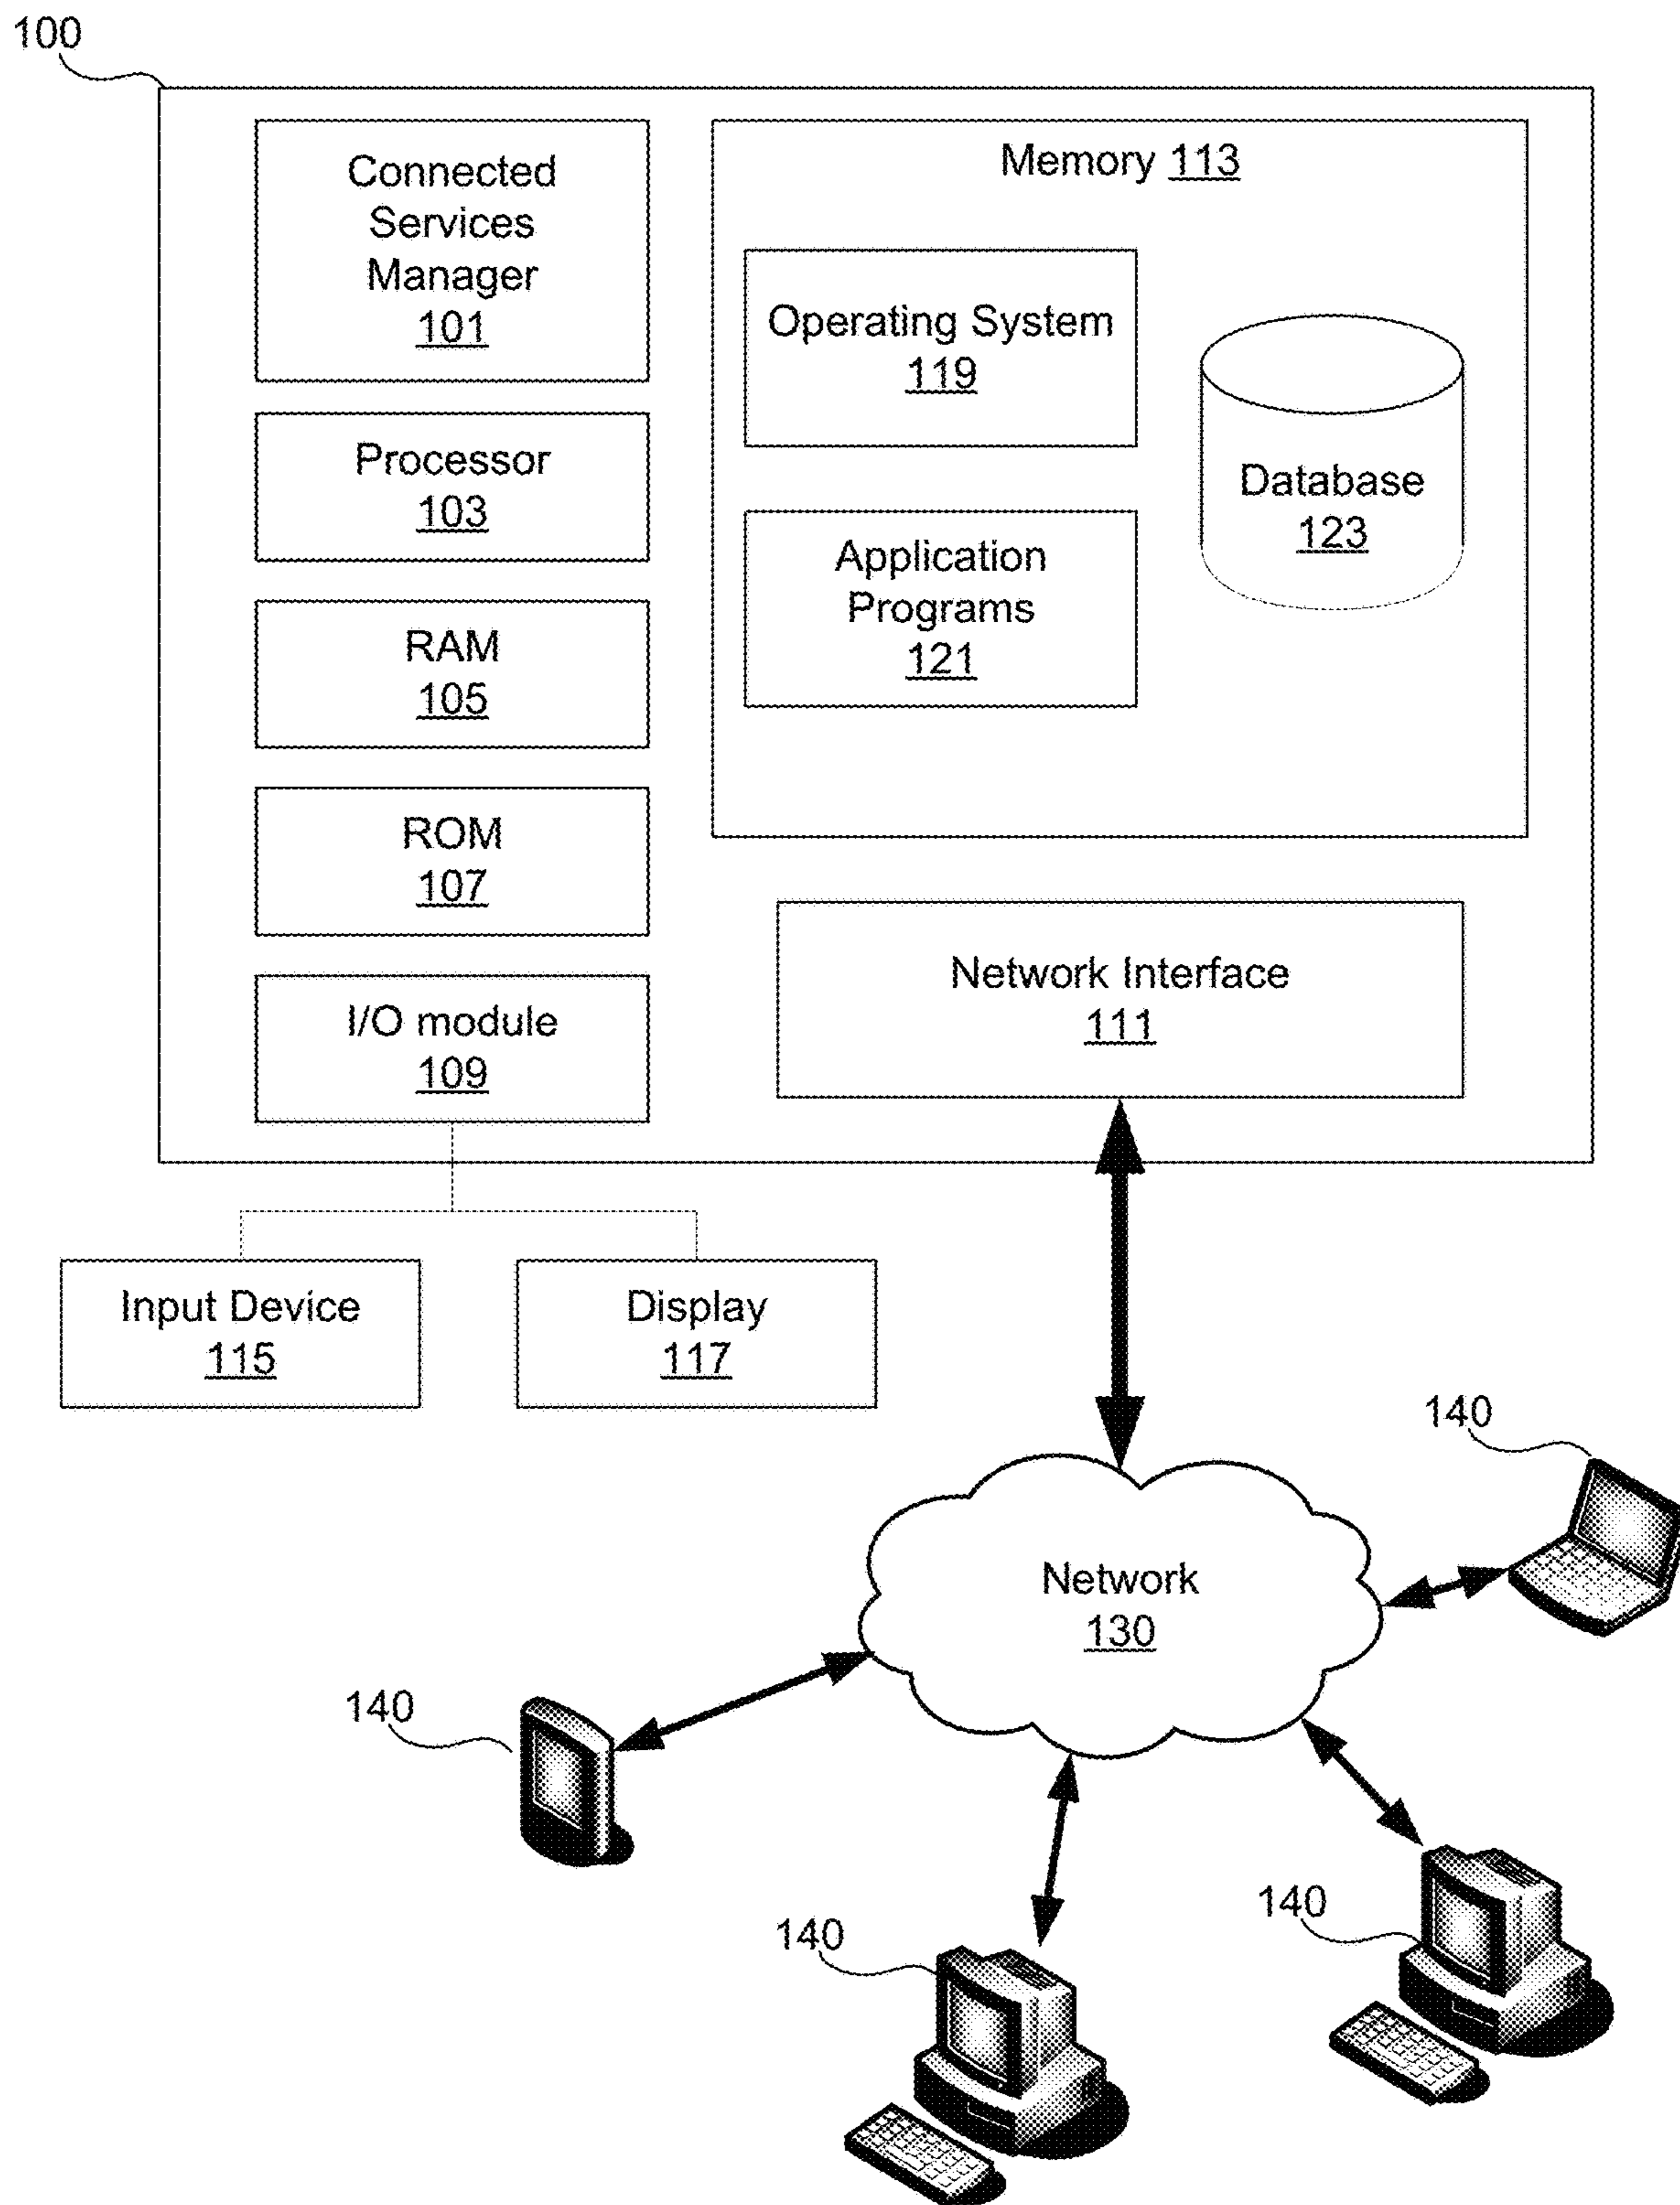 100
Connected
Services
Manager
101
Processor
103
RAM
105
ROM
107
I/O module
109
Memory 113
Operating System
119
Application
Programs
121
Database
123
Network Interface
111
Input Device
115
Display
117
Network
130
140
140
140
140